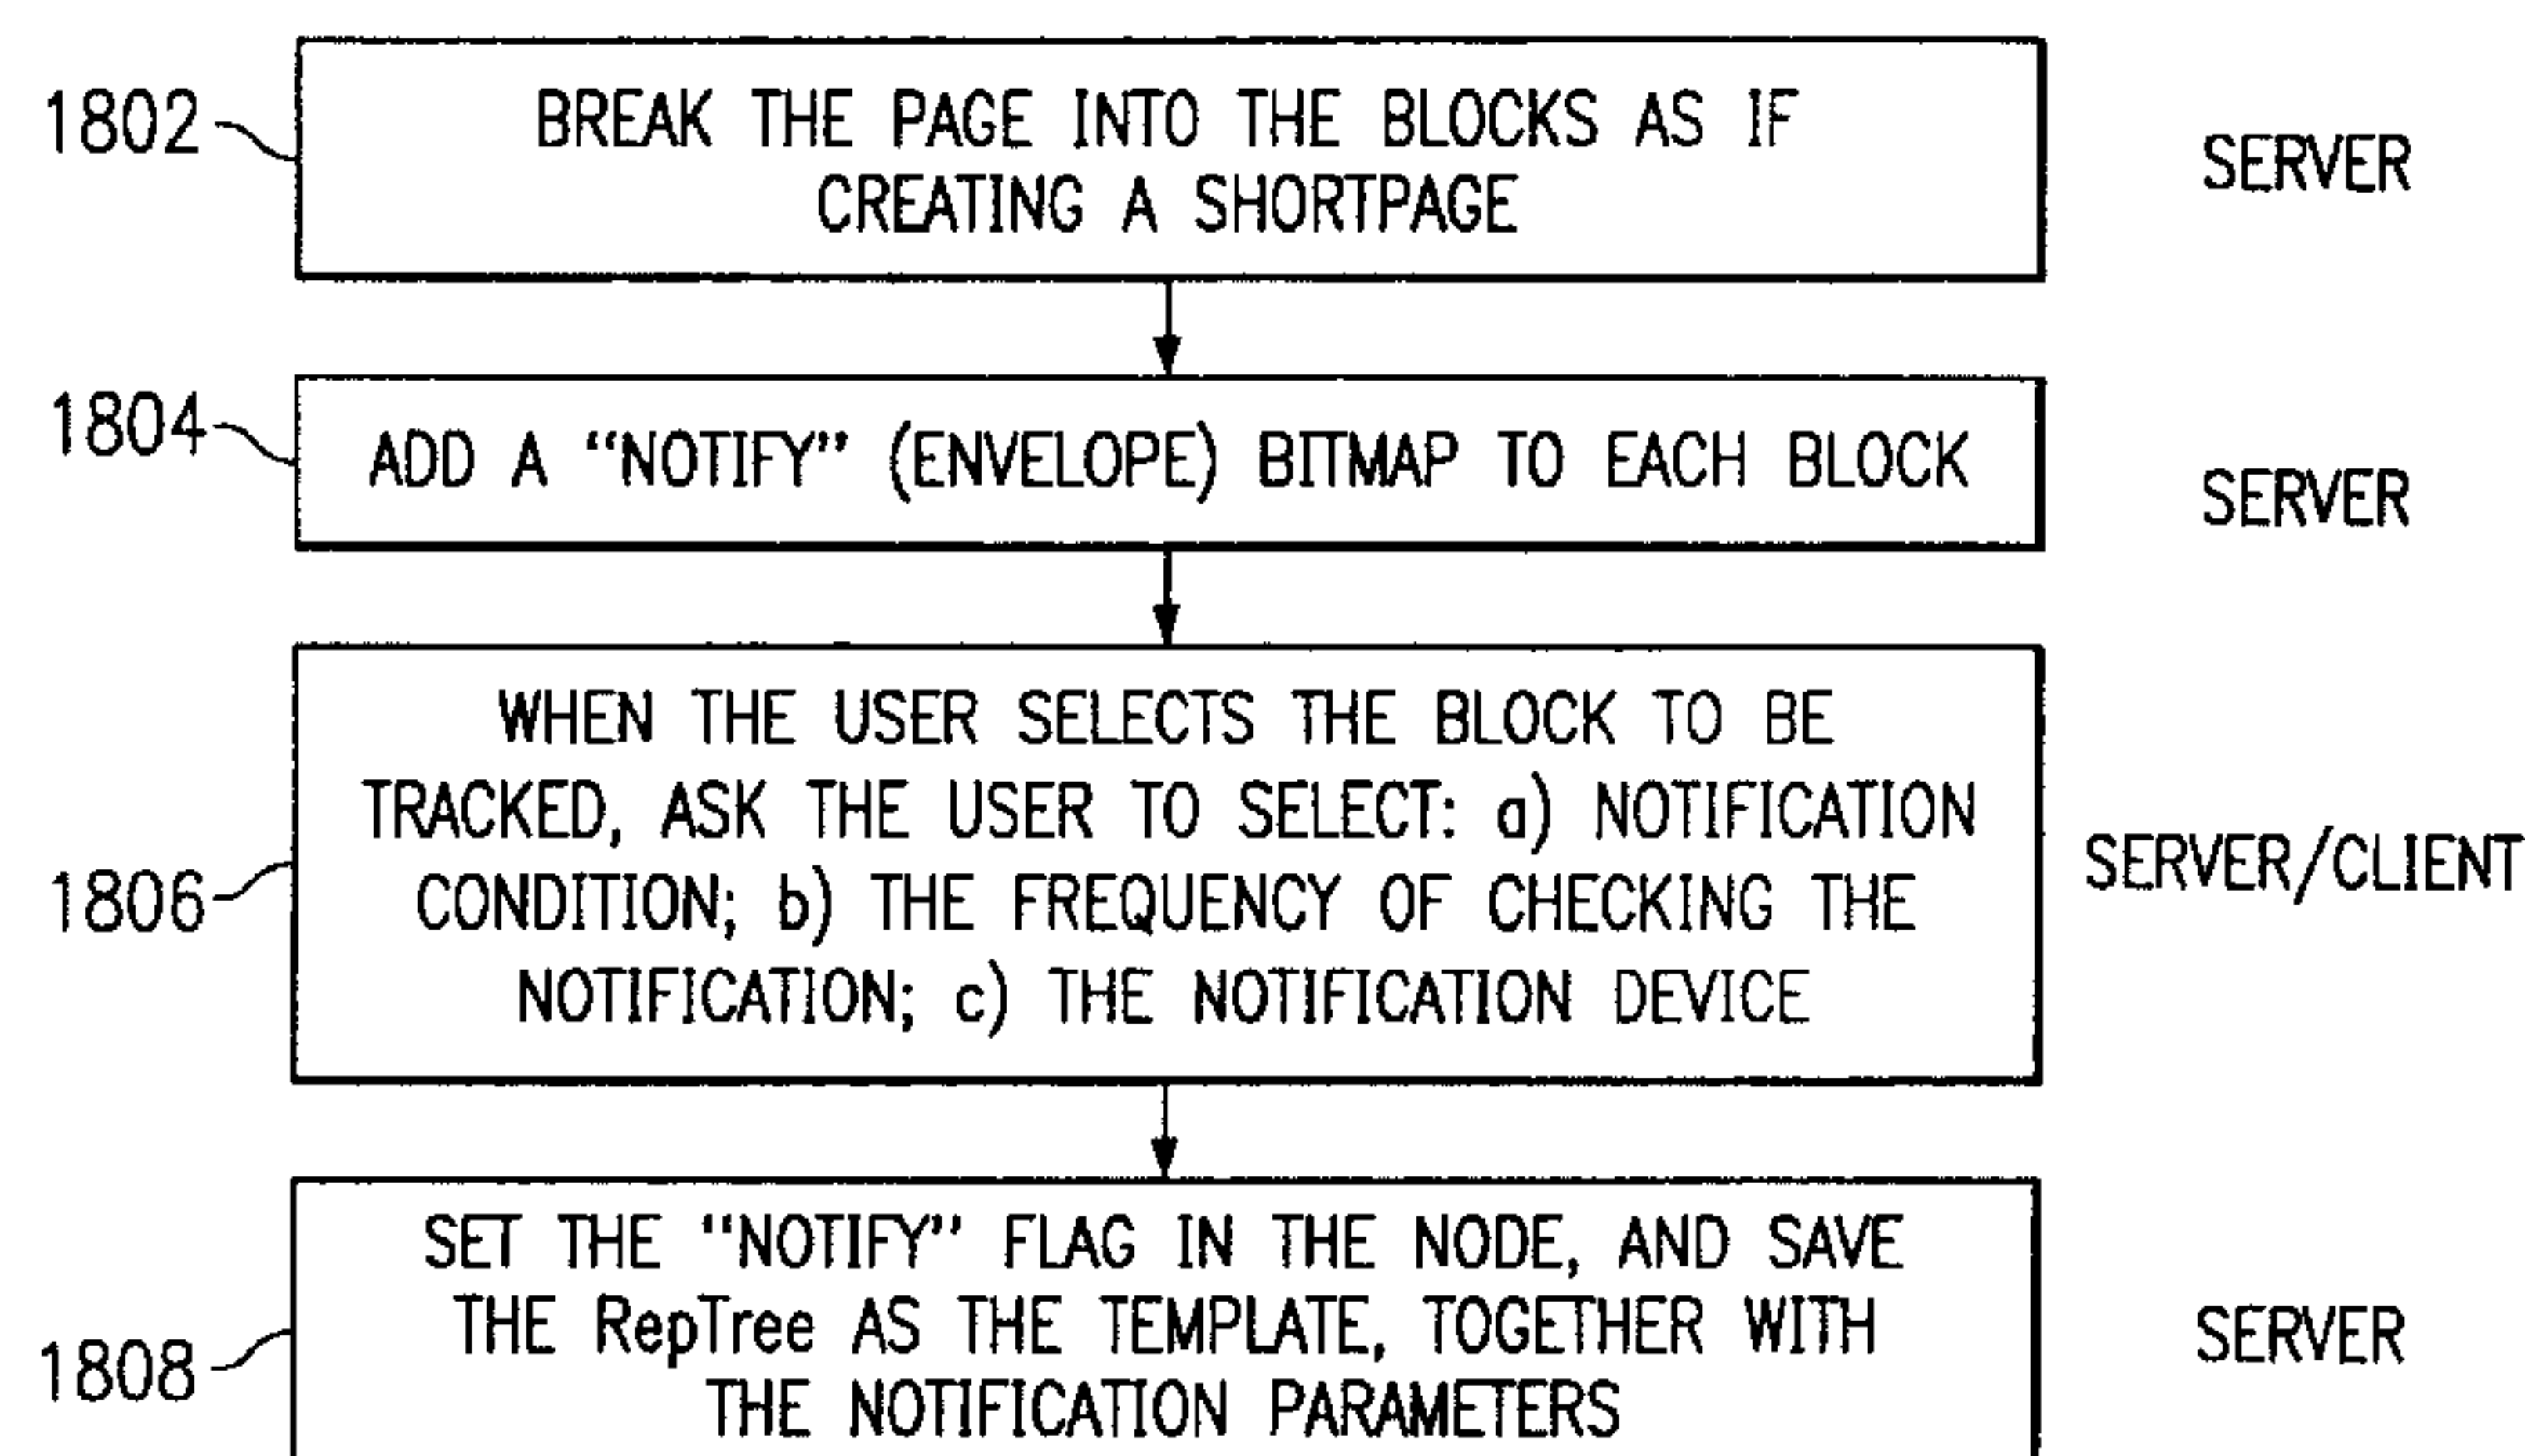 1802
BREAK THE PAGE INTO THE BLOCKS AS IF
CREATING A SHORTPAGE
SERVER
1804
ADD A "NOTIFY" (ENVELOPE) BITMAP TO EACH BLOCK
SERVER
1806
WHEN THE USER SELECTS THE BLOCK TO BE
TRACKED, ASK THE USER TO SELECT: a) NOTIFICATION
CONDITION; b) THE FREQUENCY OF CHECKING THE
NOTIFICATION; c) THE NOTIFICATION DEVICE
SERVER/CLIENT
1808
SET THE "NOTIFY" FLAG IN THE NODE, AND SAVE
THE RepTree AS THE TEMPLATE, TOGETHER WITH
THE NOTIFICATION PARAMETERS
SERVER